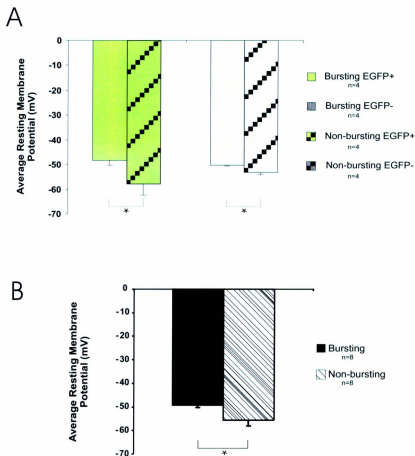 A
Average Resting Membrane
Potential (mV)
0
-10
-20
-30
-40
-50
-60
-70
*
*
Bursting EGFP+
n=4
Bursting EGFP-
n=4
Non-bursting EGFP+
n=4
Non-bursting EGFP-
n=4
B
Average Resting Membrane
Potential (mV)
0
-10
-20
-30
-40
-50
-60
-70
*
Bursting
n=8
Non-bursting
n=8